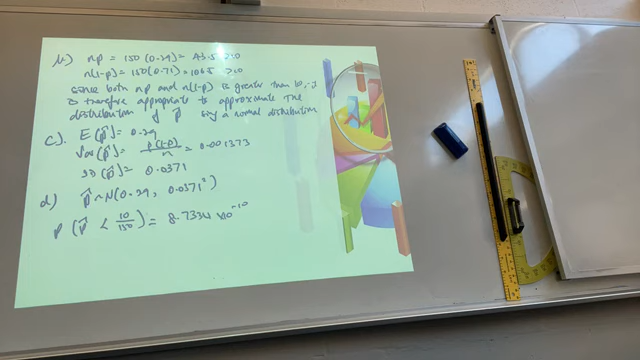 b) np = 150(0.29) = 43.5 >10
n(1-p) = 150(0.71) = 106.5 >10
since both np and n(1-p) is greater than 10, it
is therefore appropriate to approximate the
distribution of p̂ using a normal distribution
c). E[p̂] = 0.29
Var[p̂] = p(1-p)/n = 0.001373
SD[p̂] = 0.0371
d) p̂ ~ N(0.29, 0.0371²)
P(p̂ < 10/150) = 8.7334 ×10⁻¹⁰